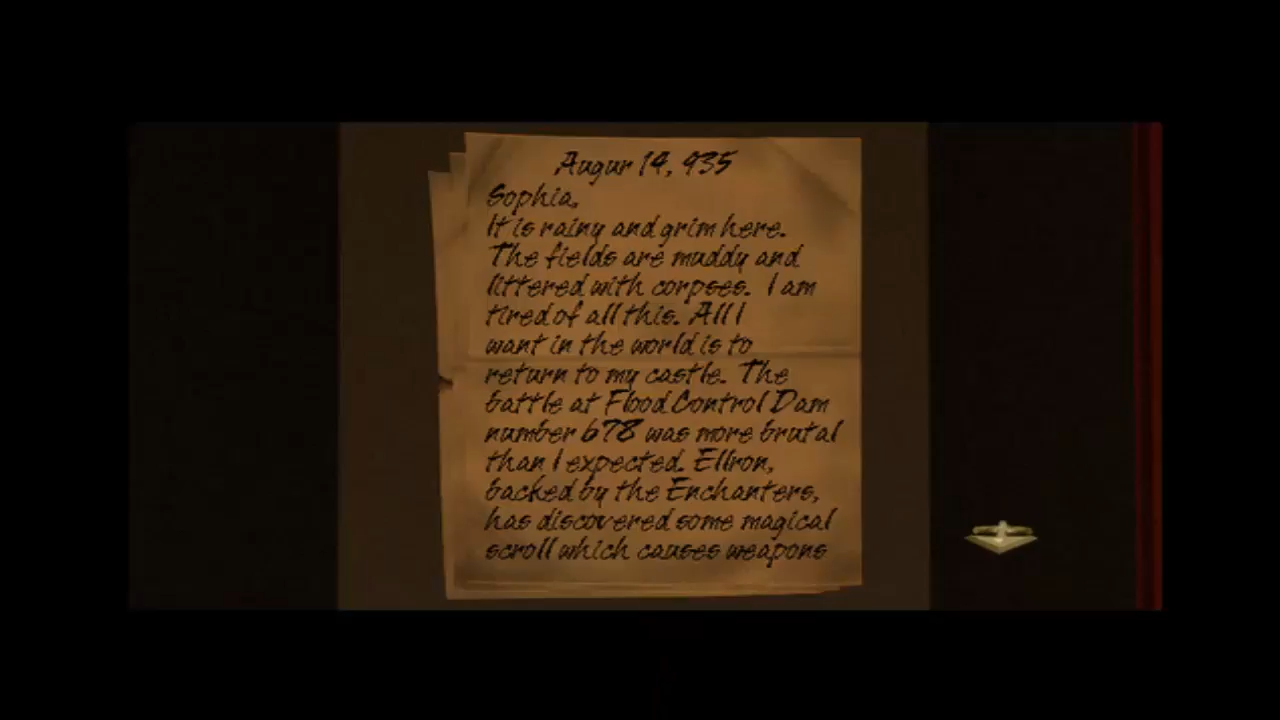 Augur 14, 935
Sophia,
It is rainy and grim here.
The fields are muddy and
littered with corpses. I am
tired of all this. All I
want in the world is to
return to my castle. The
battle at Flood Control Dam
number 678 was more brutal
than I expected. Ellron,
backed by the Enchanters,
has discovered some magical
scroll which causes weapons